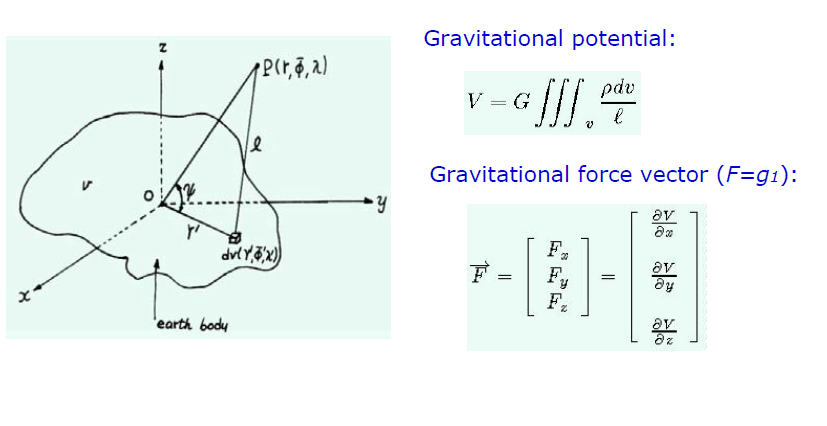 Gravitational potential:
V = G ∭_v ρdv/ℓ
Gravitational force vector (F=g1):
F⃗ = [ F_x F_y F_z ] = [ ∂V/∂x ∂V/∂y ∂V/∂z ]
z
P(r,ϕ̄,λ)
ℓ
v
O
ψ
y
r'
dv(r',ϕ̄',λ')
x
earth body